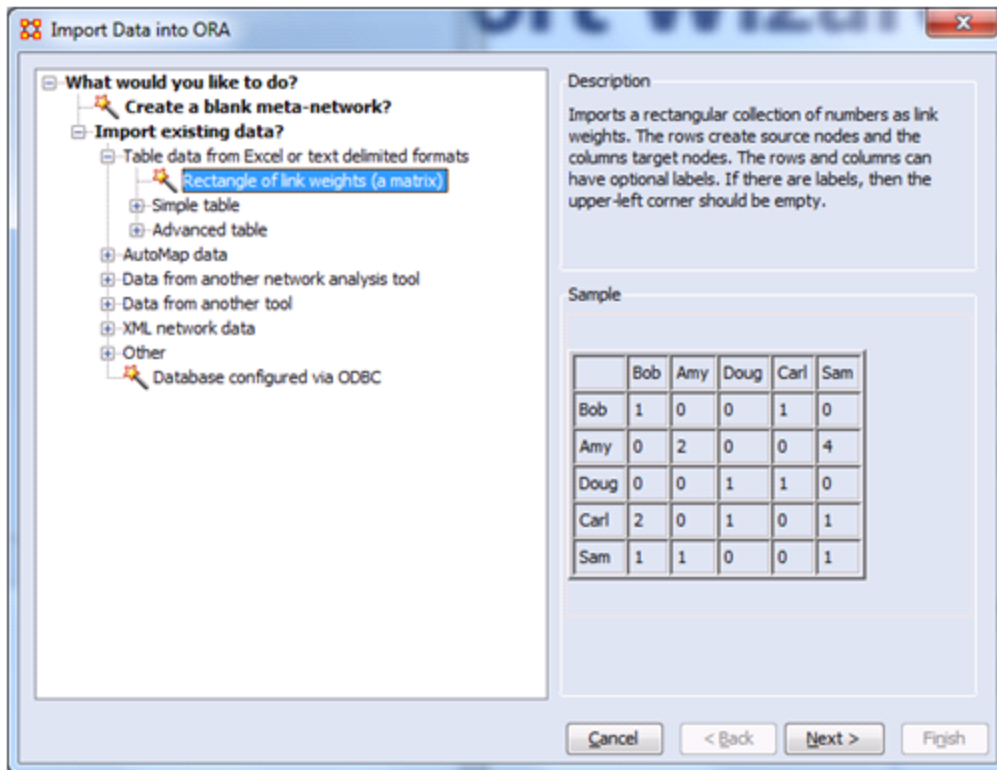 ort Wizar
Import Data into ORA
What would you like to do?
Create a blank meta-network?
Import existing data?
Table data from Excel or text delimited formats
Rectangle of link weights (a matrix)
Simple table
Advanced table
AutoMap data
Data from another network analysis tool
Data from another tool
XML network data
Other
Database configured via ODBC
Description
Imports a rectangular collection of numbers as link
weights. The rows create source nodes and the
columns target nodes. The rows and columns can
have optional labels. If there are labels, then the
upper-left corner should be empty.
Sample
Bob Amy Doug Carl Sam
Bob 1 0 0 1 0
Amy 0 2 0 0 4
Doug 0 0 1 1 0
Carl 2 0 1 0 1
Sam 1 1 0 0 1
Cancel < Back Next > Finish